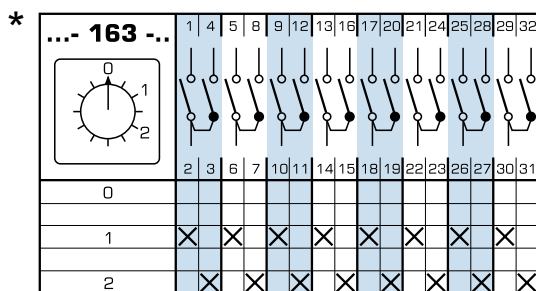 *
...- 163 -..
1 4 5 8 9 12 13 16 17 20 21 24 25 28 29 32
0
1
2
2 3 6 7 10 11 14 15 18 19 22 23 26 27 30 31
0
1 X X X X X X X X
2 X X X X X X X X